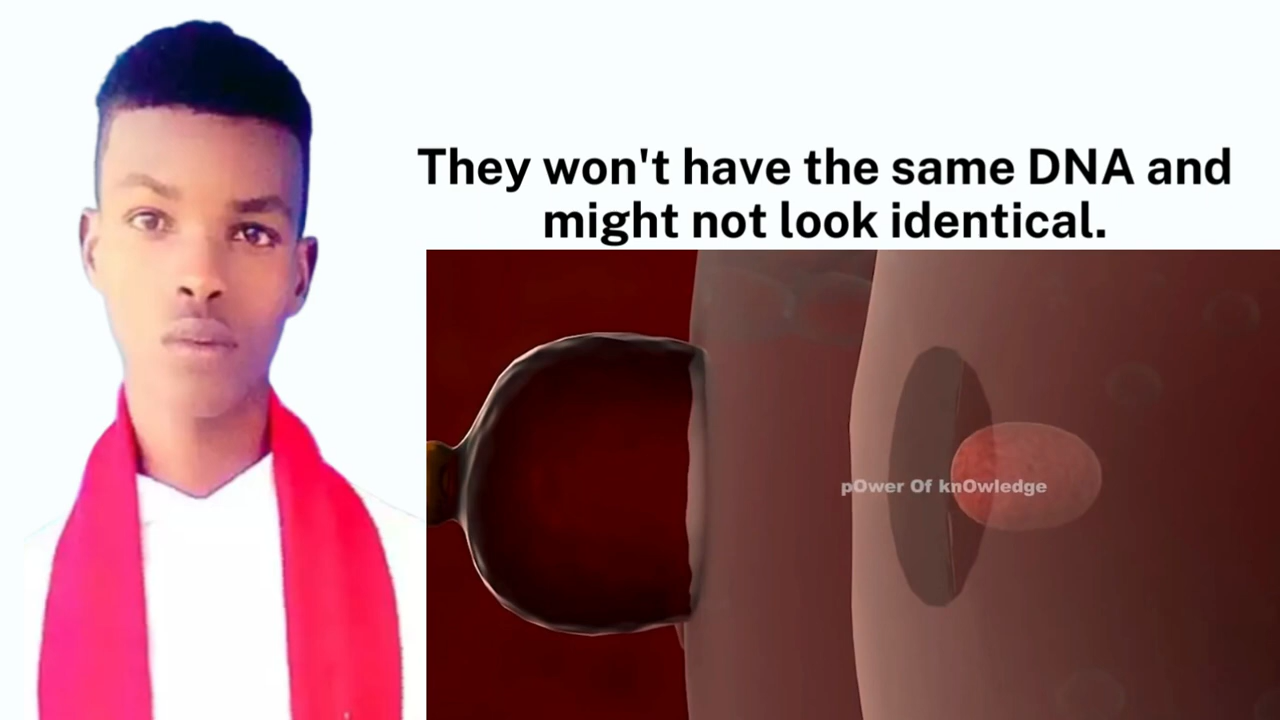 They won't have the same DNA and
might not look identical.
pOwer Of knOwledge